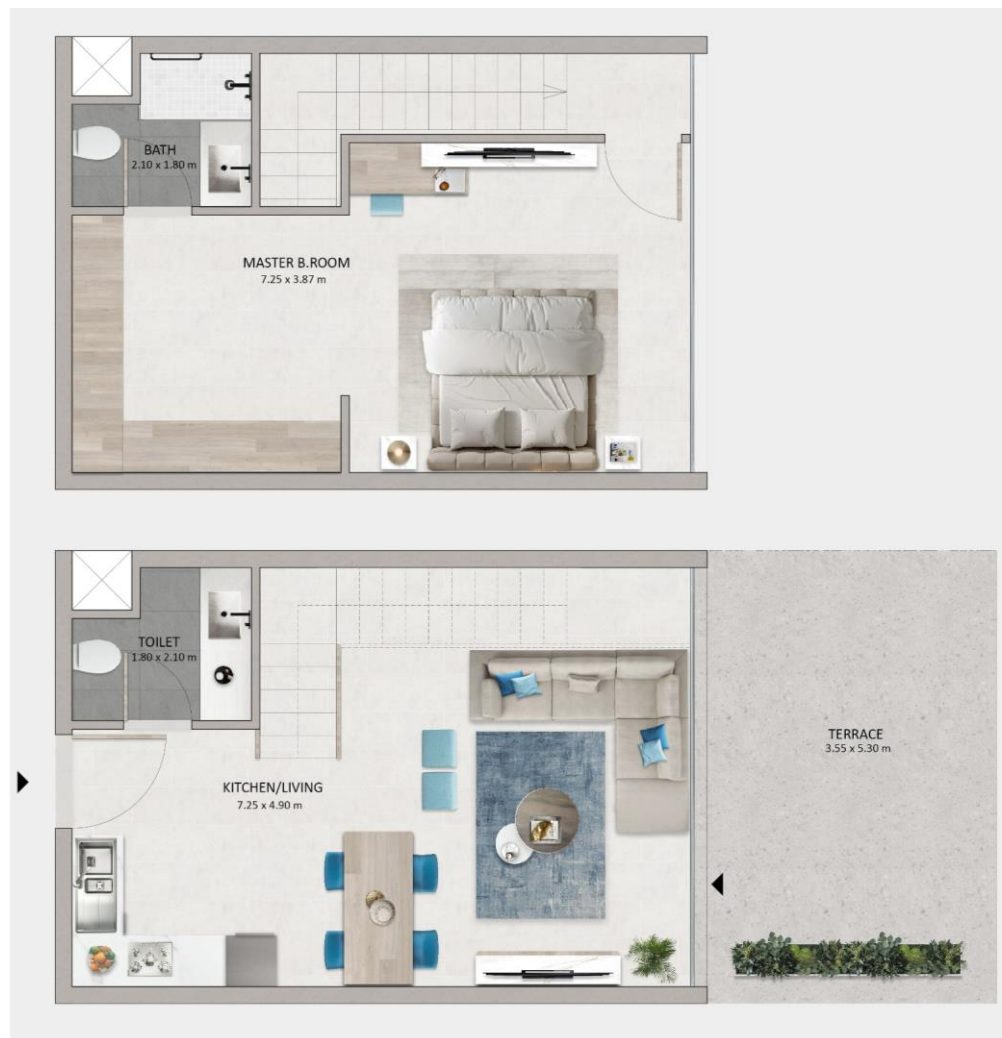 BATH
2.10 x 1.80 m
MASTER B.ROOM
7.25 x 3.87 m
TOILET
1.80 x 2.10 m
KITCHEN/LIVING
7.25 x 4.90 m
TERRACE
3.55 x 5.30 m